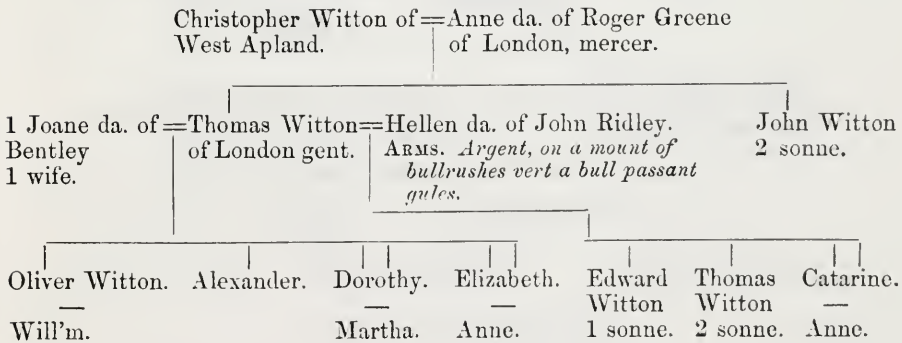 Christopher Witton of = Anne da. of Roger Greene
West Apland. of London, mercer.
1 Joane da. of = Thomas Witton = Hellen da. of John Ridley. John Witton
Bentley of London gent. ARMS. Argent, on a mount of 2 sonne.
1 wife. bullrushes vert a bull passant
gules.
Oliver Witton. Alexander. Dorothy. Elizabeth. Edward Thomas Catarine.
— — — Witton Witton —
Will'm. Martha. Anne. 1 sonne. 2 sonne. Anne.